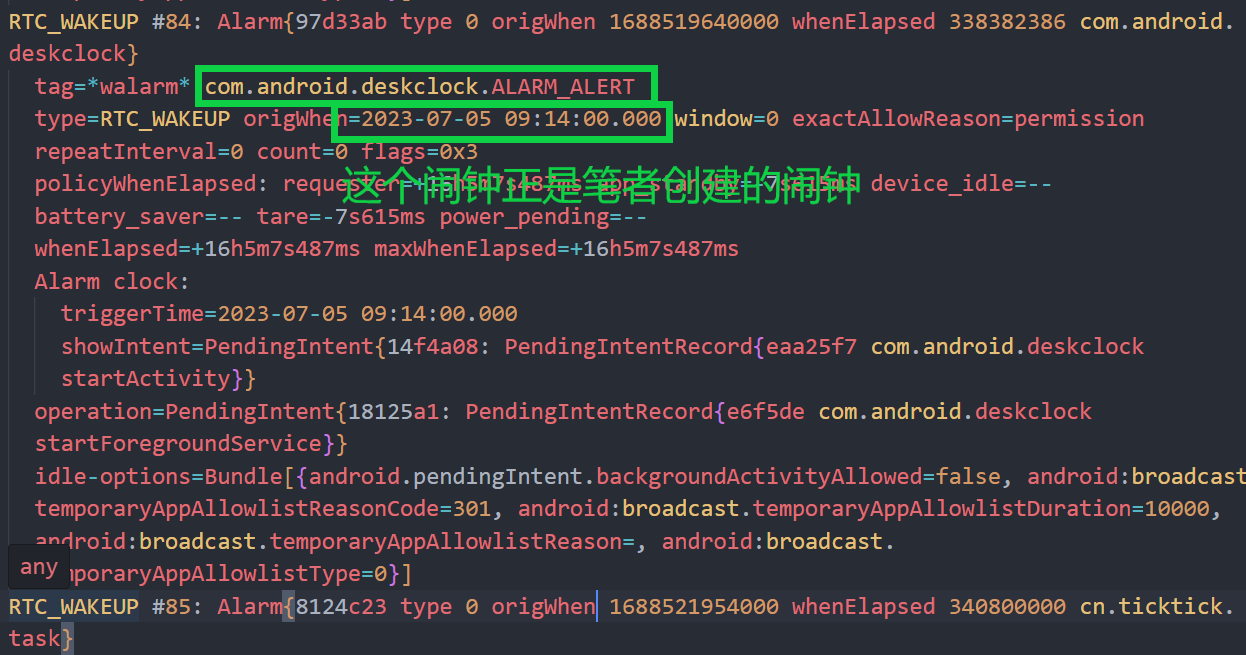 RTC_WAKEUP #84: Alarm{97d33ab type 0 origWhen 1688519640000 whenElapsed 338382386 com.android.
deskclock}
tag=*walarm* com.android.deskclock.ALARM_ALERT
type=RTC_WAKEUP origWhen=2023-07-05 09:14:00.000 window=0 exactAllowReason=permission
repeatInterval=0 count=0 flags=0x3
这个闹钟正是笔者创建的闹钟
policyWhenElapsed: requester=+16h5m7s487ms app_standby=-7s615ms device_idle=--
battery_saver=-- tare=-7s615ms power_pending=--
whenElapsed=+16h5m7s487ms maxWhenElapsed=+16h5m7s487ms
Alarm clock:
triggerTime=2023-07-05 09:14:00.000
showIntent=PendingIntent{14f4a08: PendingIntentRecord{eaa25f7 com.android.deskclock
startActivity}}
operation=PendingIntent{18125a1: PendingIntentRecord{e6f5de com.android.deskclock
startForegroundService}}
idle-options=Bundle[{android.pendingIntent.backgroundActivityAllowed=false, android:broadcast
temporaryAppAllowlistReasonCode=301, android:broadcast.temporaryAppAllowlistDuration=10000,
android:broadcast.temporaryAppAllowlistReason=, android:broadcast.
any
mporaryAppAllowlistType=0}]
RTC_WAKEUP #85: Alarm{8124c23 type 0 origWhen 1688521954000 whenElapsed 340800000 cn.ticktick.
task}